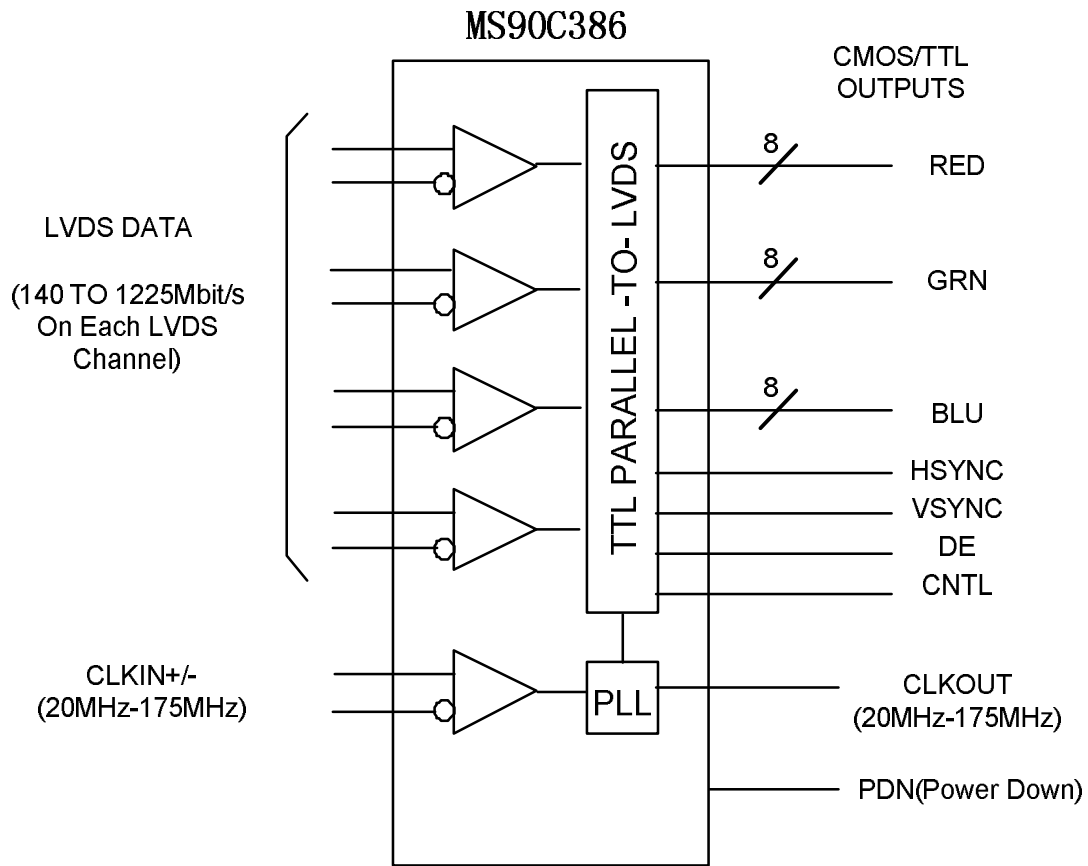 MS90C386
CMOS/TTL
OUTPUTS
LVDS DATA
(140 TO 1225Mbit/s
On Each LVDS
Channel)
TTL PARALLEL -TO- LVDS
8
RED
8
GRN
8
BLU
HSYNC
VSYNC
DE
CNTL
CLKIN+/-
(20MHz-175MHz)
PLL
CLKOUT
(20MHz-175MHz)
PDN(Power Down)